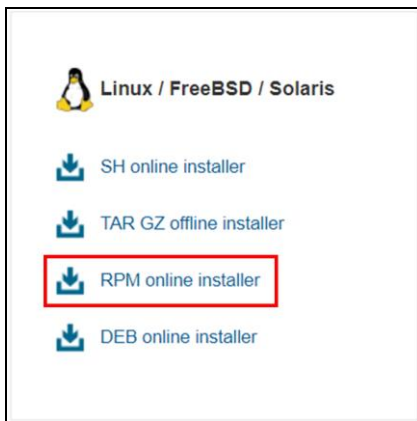 Linux / FreeBSD / Solaris
SH online installer
TAR GZ offline installer
RPM online installer
DEB online installer